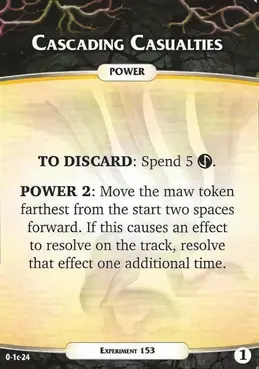 CASCADING CASUALTIES
POWER
TO DISCARD: Spend 5 .
POWER 2: Move the maw token
farthest from the start two spaces
forward. If this causes an effect
to resolve on the track, resolve
that effect one additional time.
EXPERIMENT 153
0-1c-24
1